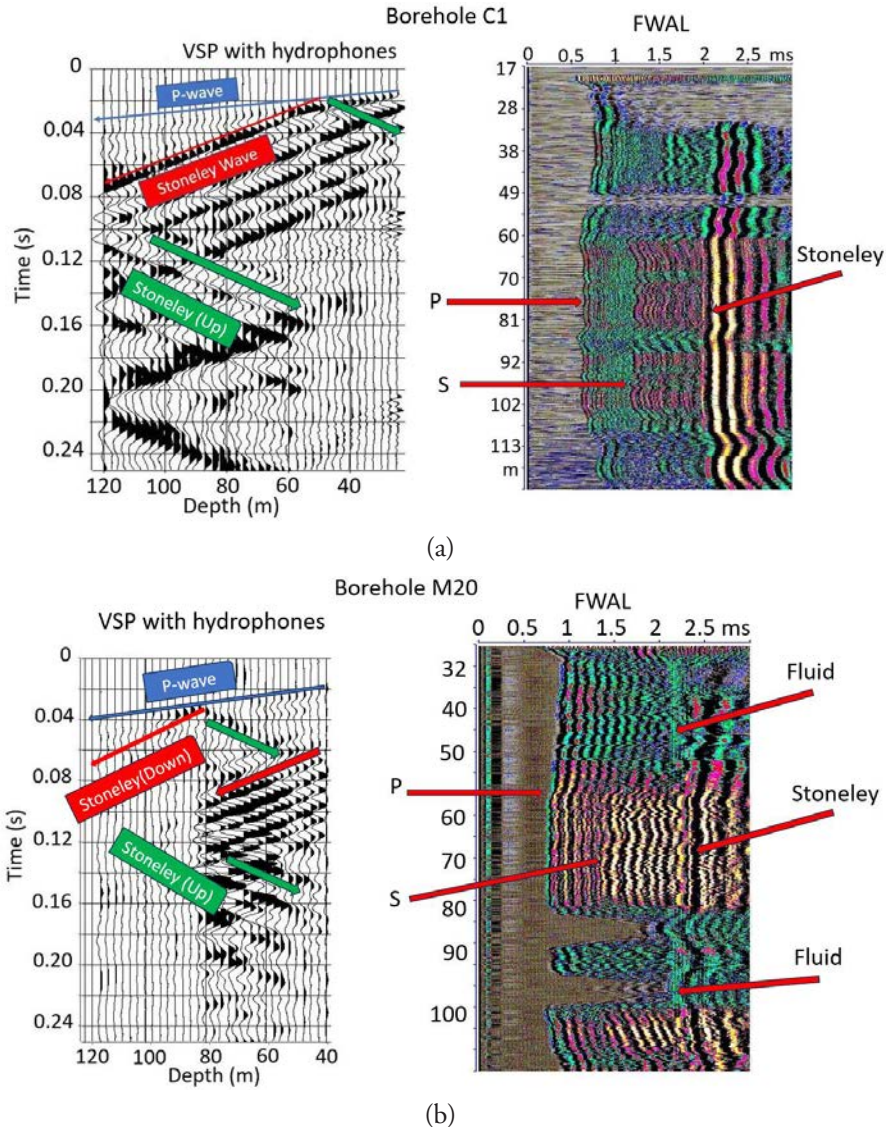 Borehole C1
VSP with hydrophones
0
0.04
0.08
0.12
0.16
0.20
0.24
Time (s)
120 100 80 60 40
Depth (m)
P-wave
Stoneley Wave
Stoneley (Up)
FWAL
0 0,5 1 2 2,5 ms
17
28
38
49
60
70
81
92
102
113
m
P
S
Stoneley
(a)
Borehole M20
VSP with hydrophones
0
0.04
0.08
0.12
0.16
0.20
0.24
Time (s)
120 100 80 60 40
Depth (m)
P-wave
Stoneley(Down)
Stoneley (Up)
FWAL
0 0.5 1 1.5 2 2.5 ms
32
40
50
60
70
80
90
100
P
S
Fluid
Stoneley
Fluid
(b)